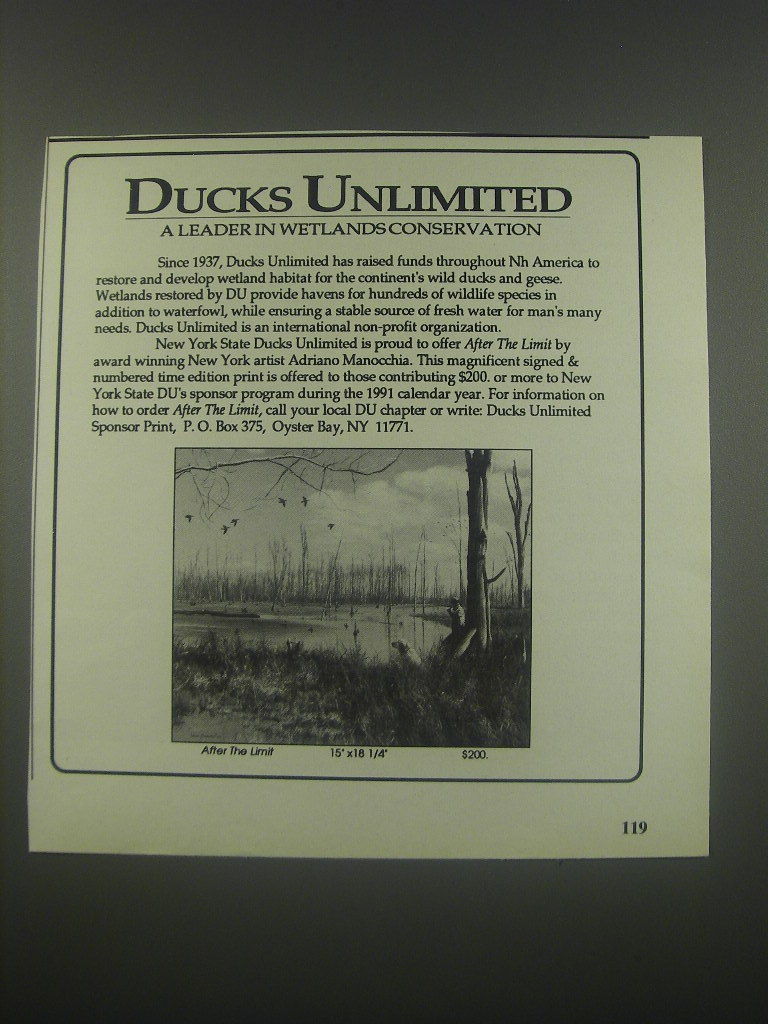 DUCKS UNLIMITED
A LEADER IN WETLANDS CONSERVATION
Since 1937, Ducks Unlimited has raised funds throughout Nh America to
restore and develop wetland habitat for the continent's wild ducks and geese.
Wetlands restored by DU provide havens for hundreds of wildlife species in
addition to waterfowl, while ensuring a stable source of fresh water for man's many
needs. Ducks Unlimited is an international non-profit organization.
New York State Ducks Unlimited is proud to offer After The Limit by
award winning New York artist Adriano Manocchia. This magnificent signed &
numbered time edition print is offered to those contributing $200. or more to New
York State DU's sponsor program during the 1991 calendar year. For information on
how to order After The Limit, call your local DU chapter or write: Ducks Unlimited
Sponsor Print, P. O. Box 375, Oyster Bay, NY 11771.
After The Limit 15" x 18 1/4" $200.
119